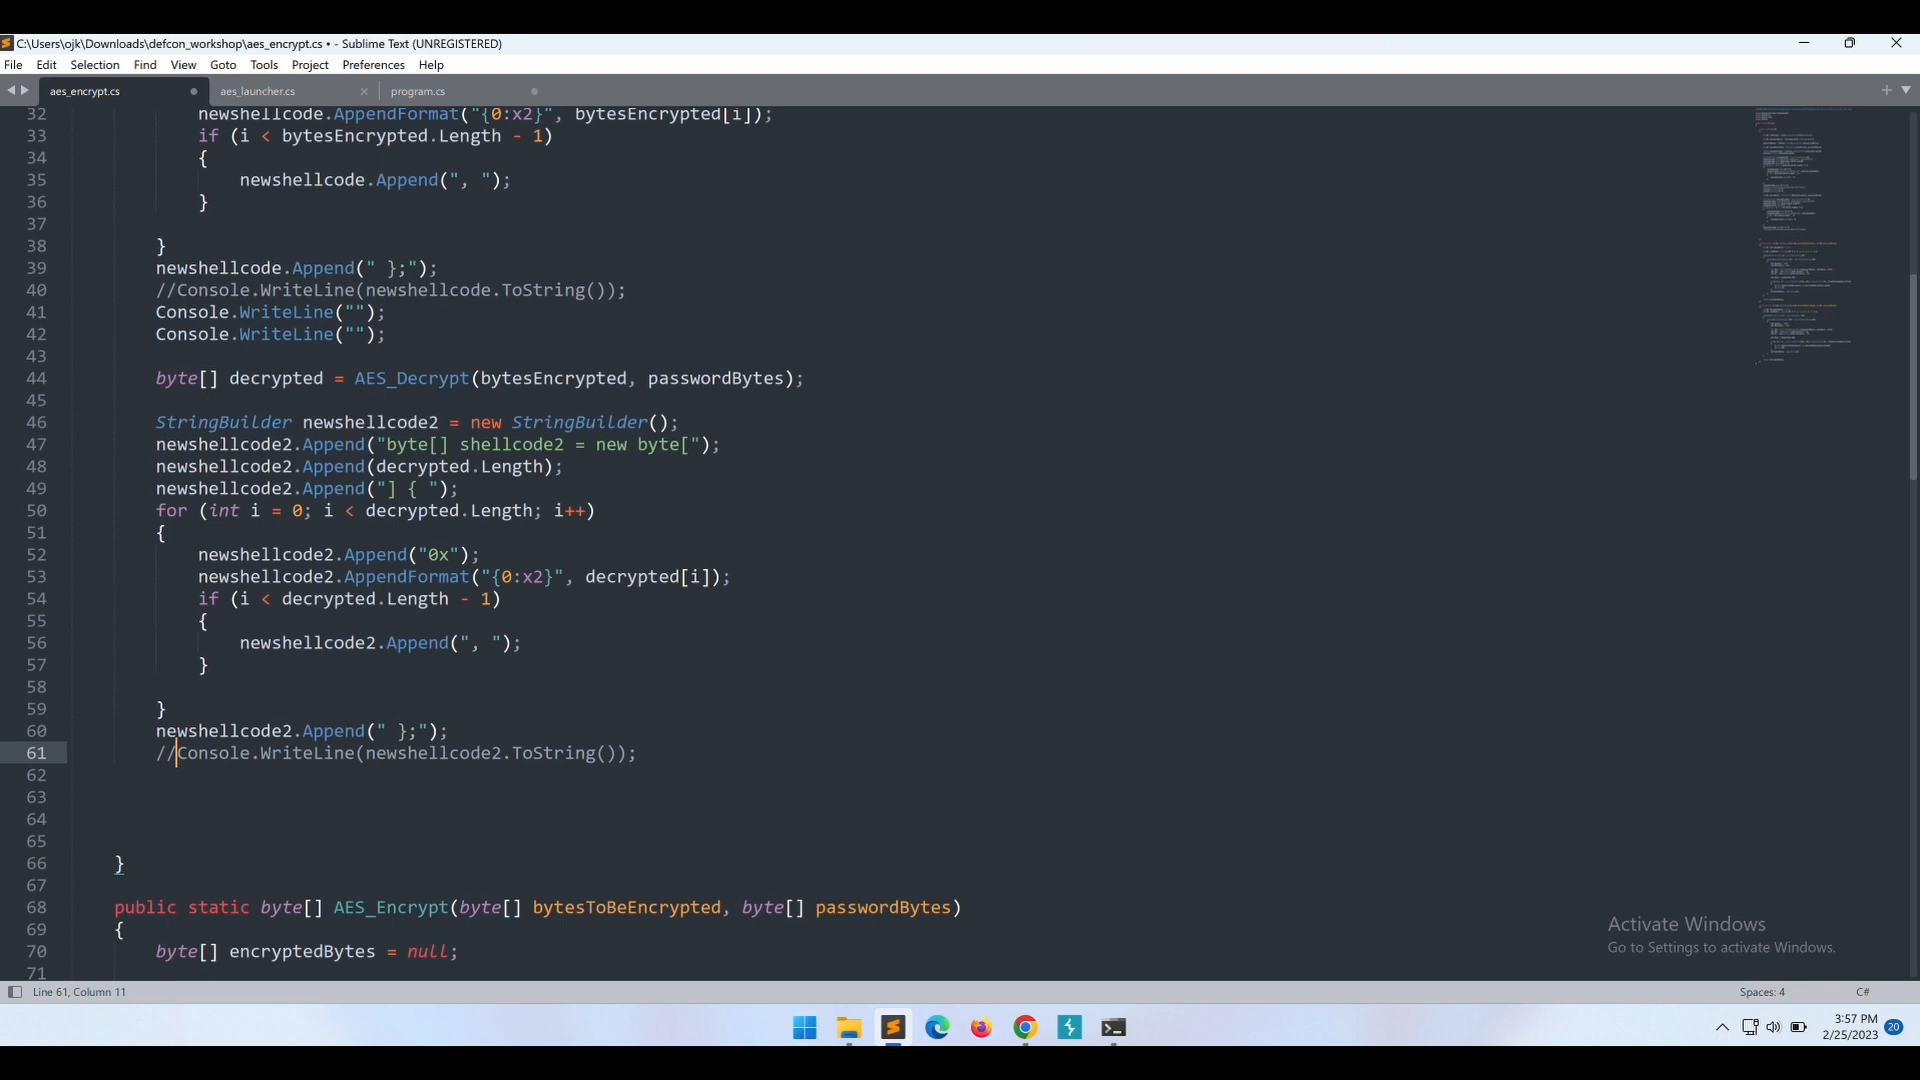 C:\Users\ojk\Downloads\defcon_workshop\aes_encrypt.cs • - Sublime Text (UNREGISTERED)
File Edit Selection Find View Goto Tools Project Preferences Help
aes_encrypt.cs aes_launcher.cs program.cs
32 newshellcode.AppendFormat("{0:x2}", bytesEncrypted[i]);
33 if (i < bytesEncrypted.Length - 1)
34 {
35 newshellcode.Append(", ");
36 }
37
38 }
39 newshellcode.Append(" };");
40 //Console.WriteLine(newshellcode.ToString());
41 Console.WriteLine("");
42 Console.WriteLine("");
43
44 byte[] decrypted = AES_Decrypt(bytesEncrypted, passwordBytes);
45
46 StringBuilder newshellcode2 = new StringBuilder();
47 newshellcode2.Append("byte[] shellcode2 = new byte[");
48 newshellcode2.Append(decrypted.Length);
49 newshellcode2.Append("] { ");
50 for (int i = 0; i < decrypted.Length; i++)
51 {
52 newshellcode2.Append("0x");
53 newshellcode2.AppendFormat("{0:x2}", decrypted[i]);
54 if (i < decrypted.Length - 1)
55 {
56 newshellcode2.Append(", ");
57 }
58
59 }
60 newshellcode2.Append(" };");
61 //Console.WriteLine(newshellcode2.ToString());
62
63
64
65
66 }
67
68 public static byte[] AES_Encrypt(byte[] bytesToBeEncrypted, byte[] passwordBytes)
69 {
70 byte[] encryptedBytes = null;
71
Activate Windows
Go to Settings to activate Windows.
Line 61, Column 11 Spaces: 4 C#
3:57 PM
2/25/2023 20